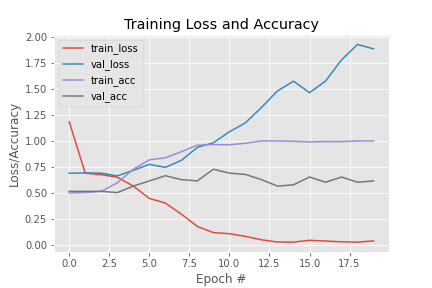 Training Loss and Accuracy
train_loss
val_loss
train_acc
val_acc
Loss/Accuracy
2.00
1.75
1.50
1.25
1.00
0.75
0.50
0.25
0.00
0.0 2.5 5.0 7.5 10.0 12.5 15.0 17.5
Epoch #